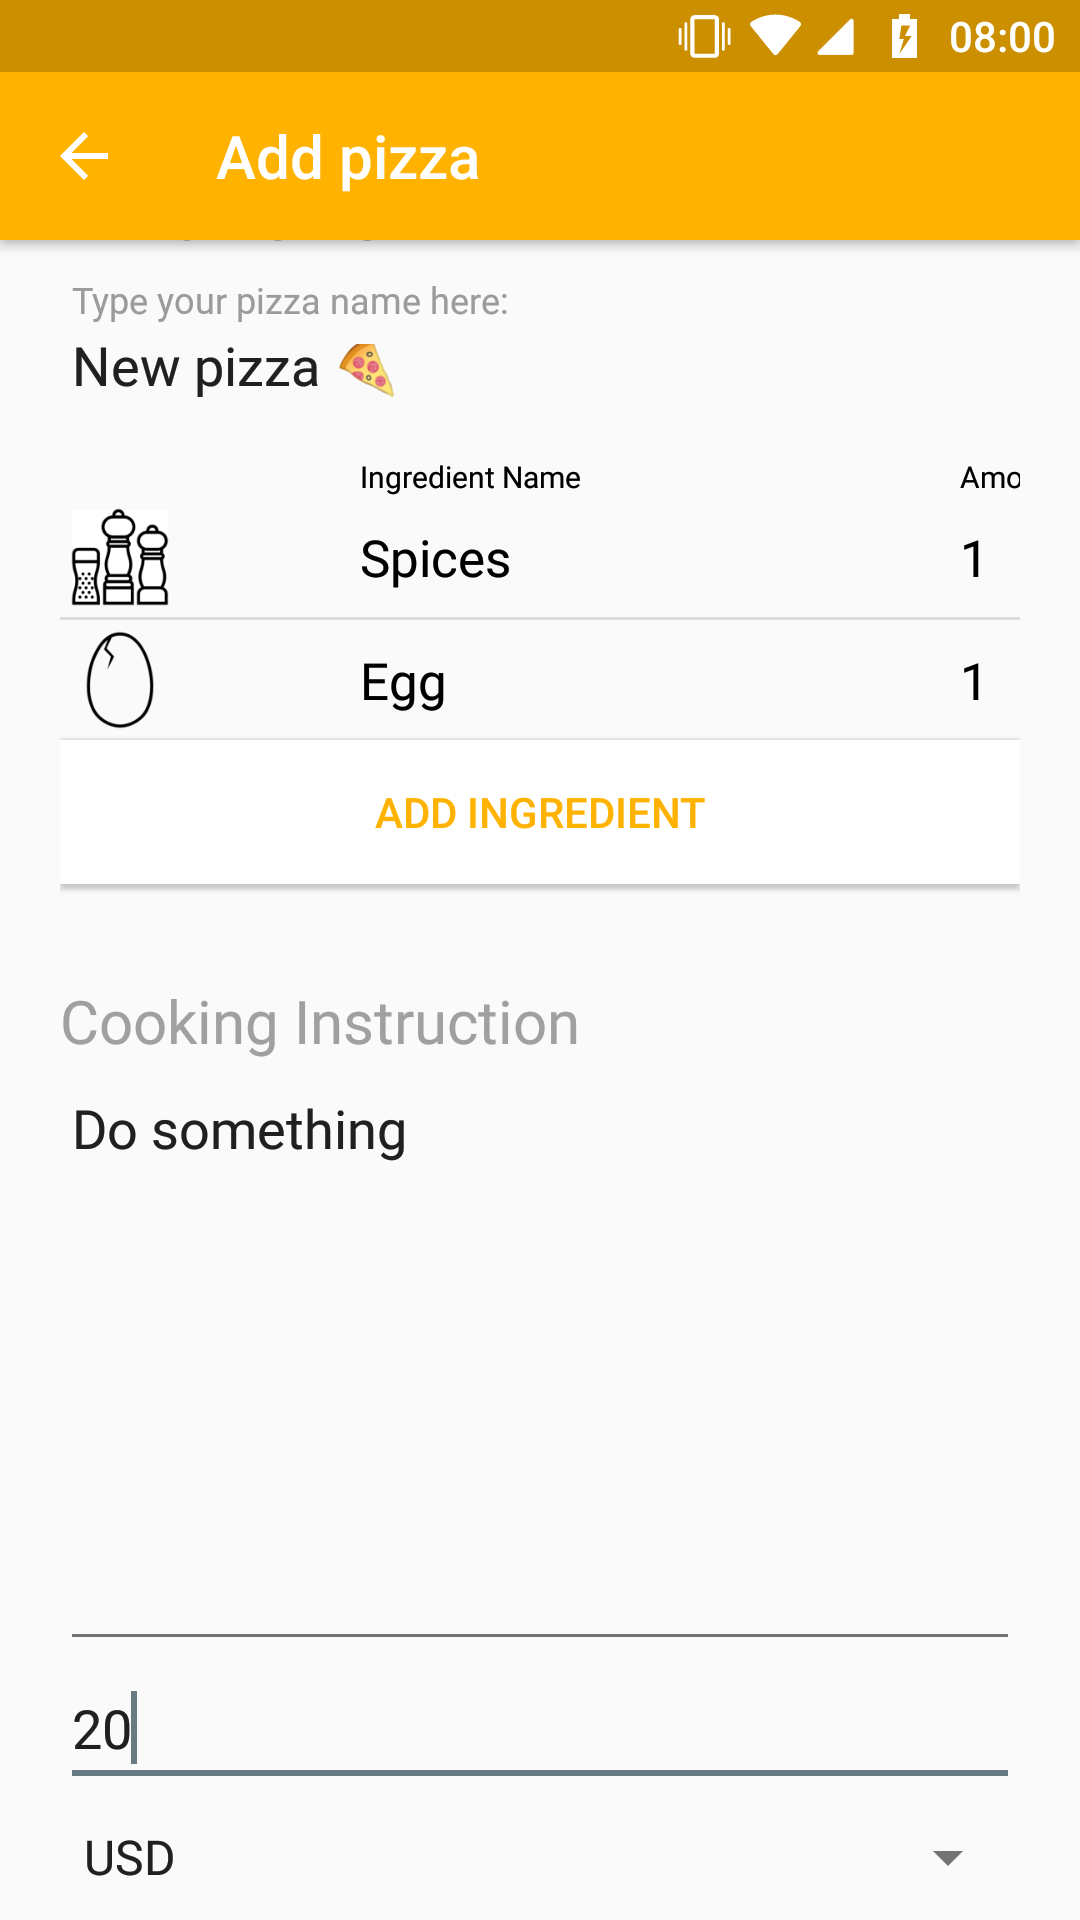 08:00
Add pizza
Type your pizza name here:
New pizza 🍕
Ingredient Name Amo
Spices 1
Egg 1
ADD INGREDIENT
Cooking Instruction
Do something
20
USD